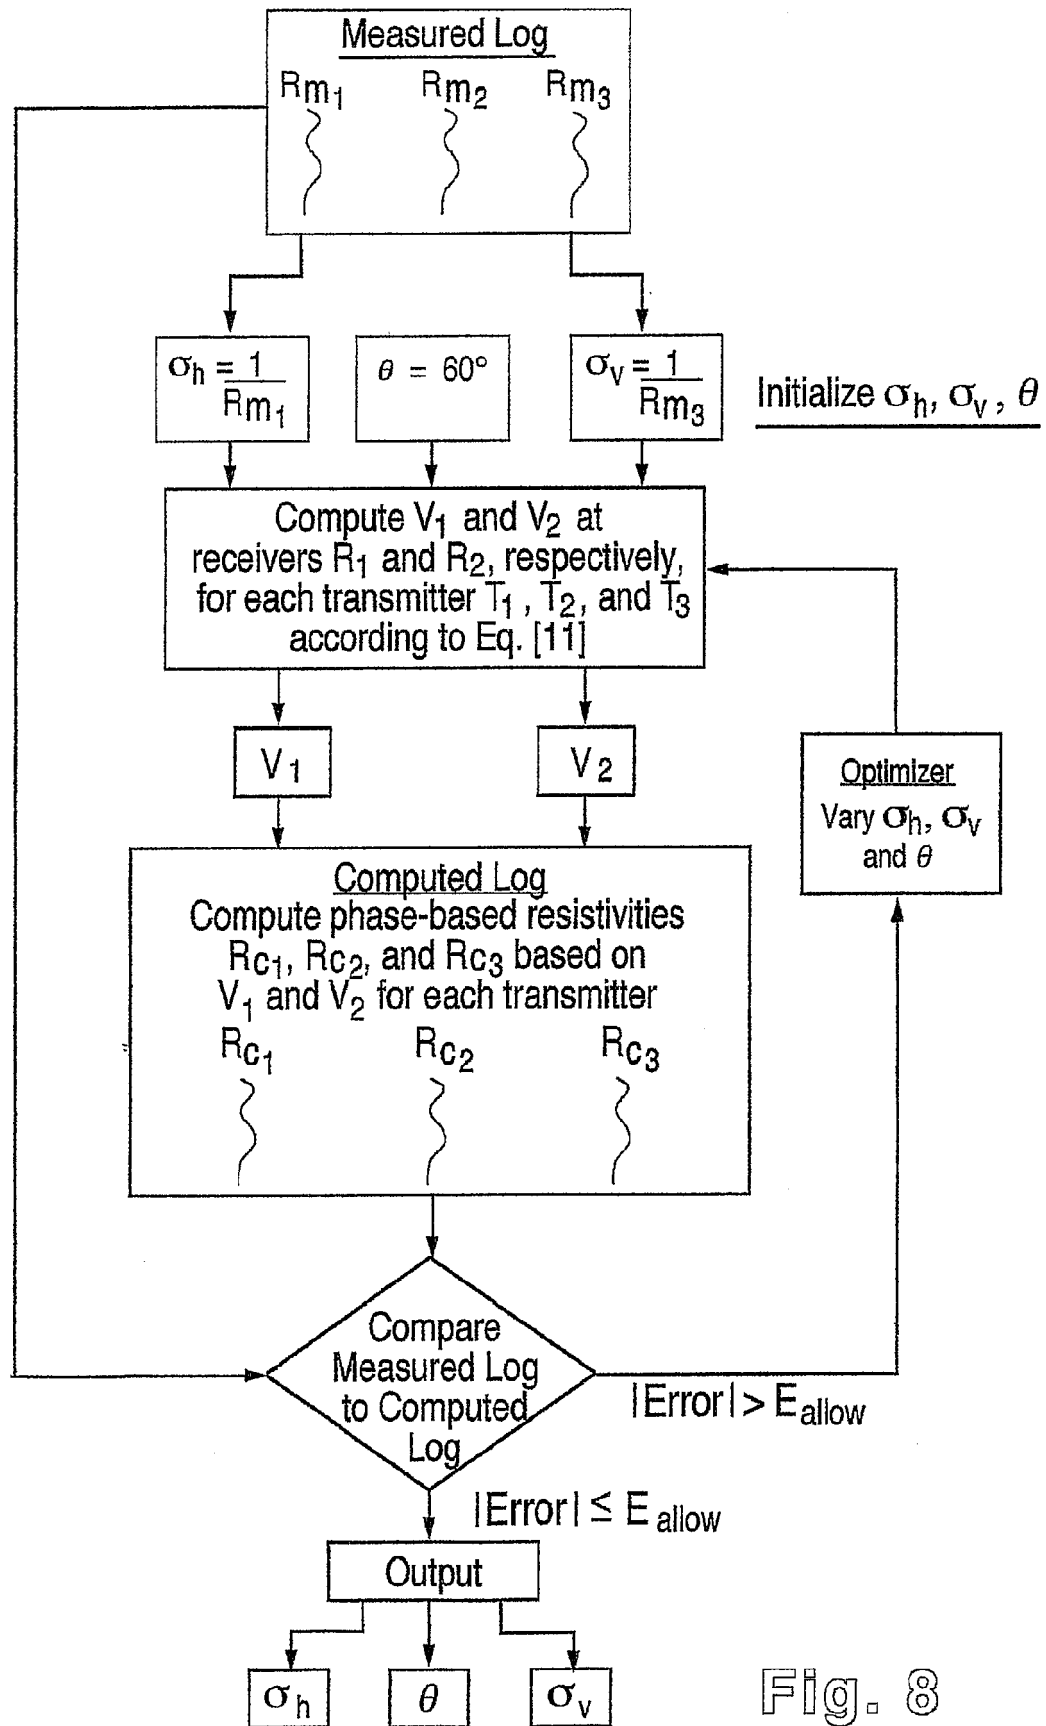 Measured Log
Rm1 Rm2 Rm3
σh = 1/Rm1
θ = 60°
σv = 1/Rm3
Initialize σh, σv , θ
Compute V1 and V2 at
receivers R1 and R2, respectively,
for each transmitter T1 , T2, and T3
according to Eq. [11]
V1
V2
Optimizer
Vary σh, σv
and θ
Computed Log
Compute phase-based resistivities
Rc1, Rc2, and Rc3 based on
V1 and V2 for each transmitter
Rc1 Rc2 Rc3
Compare
Measured Log
to Computed
Log
|Error| > E allow
|Error| ≤ E allow
Output
σh
θ
σv
Fig. 8